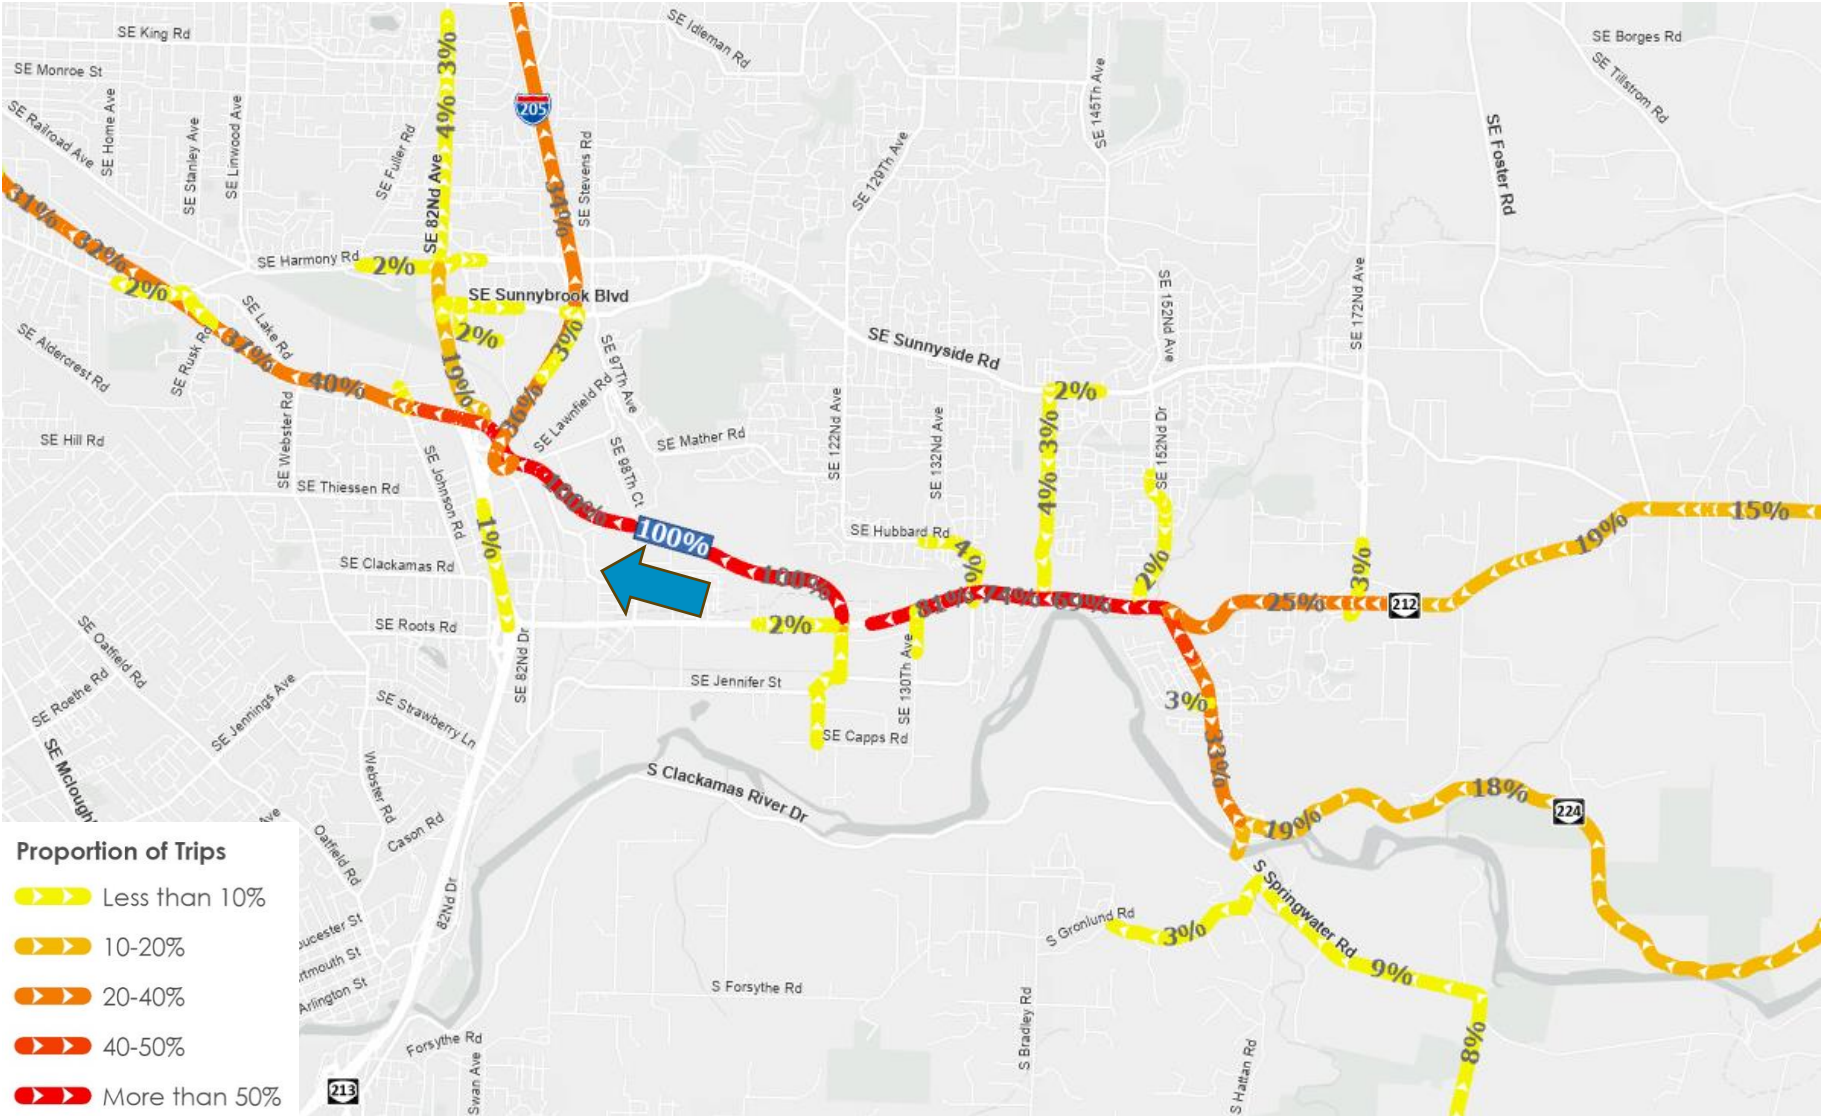 SE King Rd
SE Idleman Rd
SE Borges Rd
SE Monroe St
SE Tillstrom Rd
SE Railroad Ave
SE Home Ave
SE Stanley Ave
SE Linwood Ave
SE Fuller Rd
SE 82Nd Ave
4% 3%
205
SE Stevens Rd
34%
SE 129Th Ave
SE 145Th Ave
SE Foster Rd
31%
32%
2%
SE Harmony Rd
2%
SE Sunnybrook Blvd
2%
3%
SE Lake Rd
SE Rusk Rd
37%
SE Aldercrest Rd
40%
19%
36%
SE 97Th Ave
SE Lawnfield Rd
SE Sunnyside Rd
SE 152Nd Ave
SE 172Nd Ave
2%
4% 3%
SE 152Nd Dr
SE Hill Rd
SE Webster Rd
SE Thiessen Rd
SE Johnson Rd
SE 98Th Ct
SE Mather Rd
SE 122Nd Ave
SE 132Nd Ave
100%
100%
100%
1%
SE Hubbard Rd
4%
2%
3%
15%
19%
SE Clackamas Rd
81% 74% 69%
25%
212
SE Roots Rd
2%
SE 82Nd Dr
SE Jennifer St
SE 130Th Ave
SE Capps Rd
3%
33%
SE Oatfield Rd
SE Roethe Rd
SE Jennings Ave
SE Strawberry Ln
SE Mclough
Webster Rd
S Clackamas River Dr
18%
224
19%
Ave
Oatfield Rd
Cason Rd
82Nd Dr
S Springwater Rd
S Gronlund Rd
3%
9%
8%
oucester St
rtmouth St
Arlington St
S Forsythe Rd
Forsythe Rd
Swan Ave
S Bradley Rd
S Hattan Rd
213
Proportion of Trips
Less than 10%
10-20%
20-40%
40-50%
More than 50%